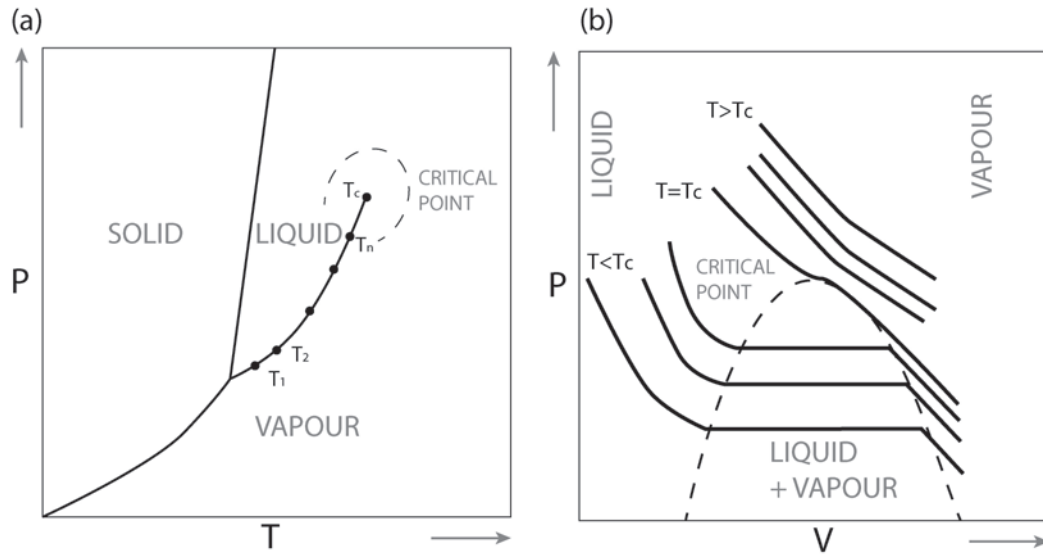 (a)
P
T
SOLID
LIQUID
VAPOUR
CRITICAL
POINT
Tc
Tn
T2
T1
(b)
P
V
LIQUID
VAPOUR
T>Tc
T=Tc
T<Tc
CRITICAL
POINT
LIQUID
+ VAPOUR